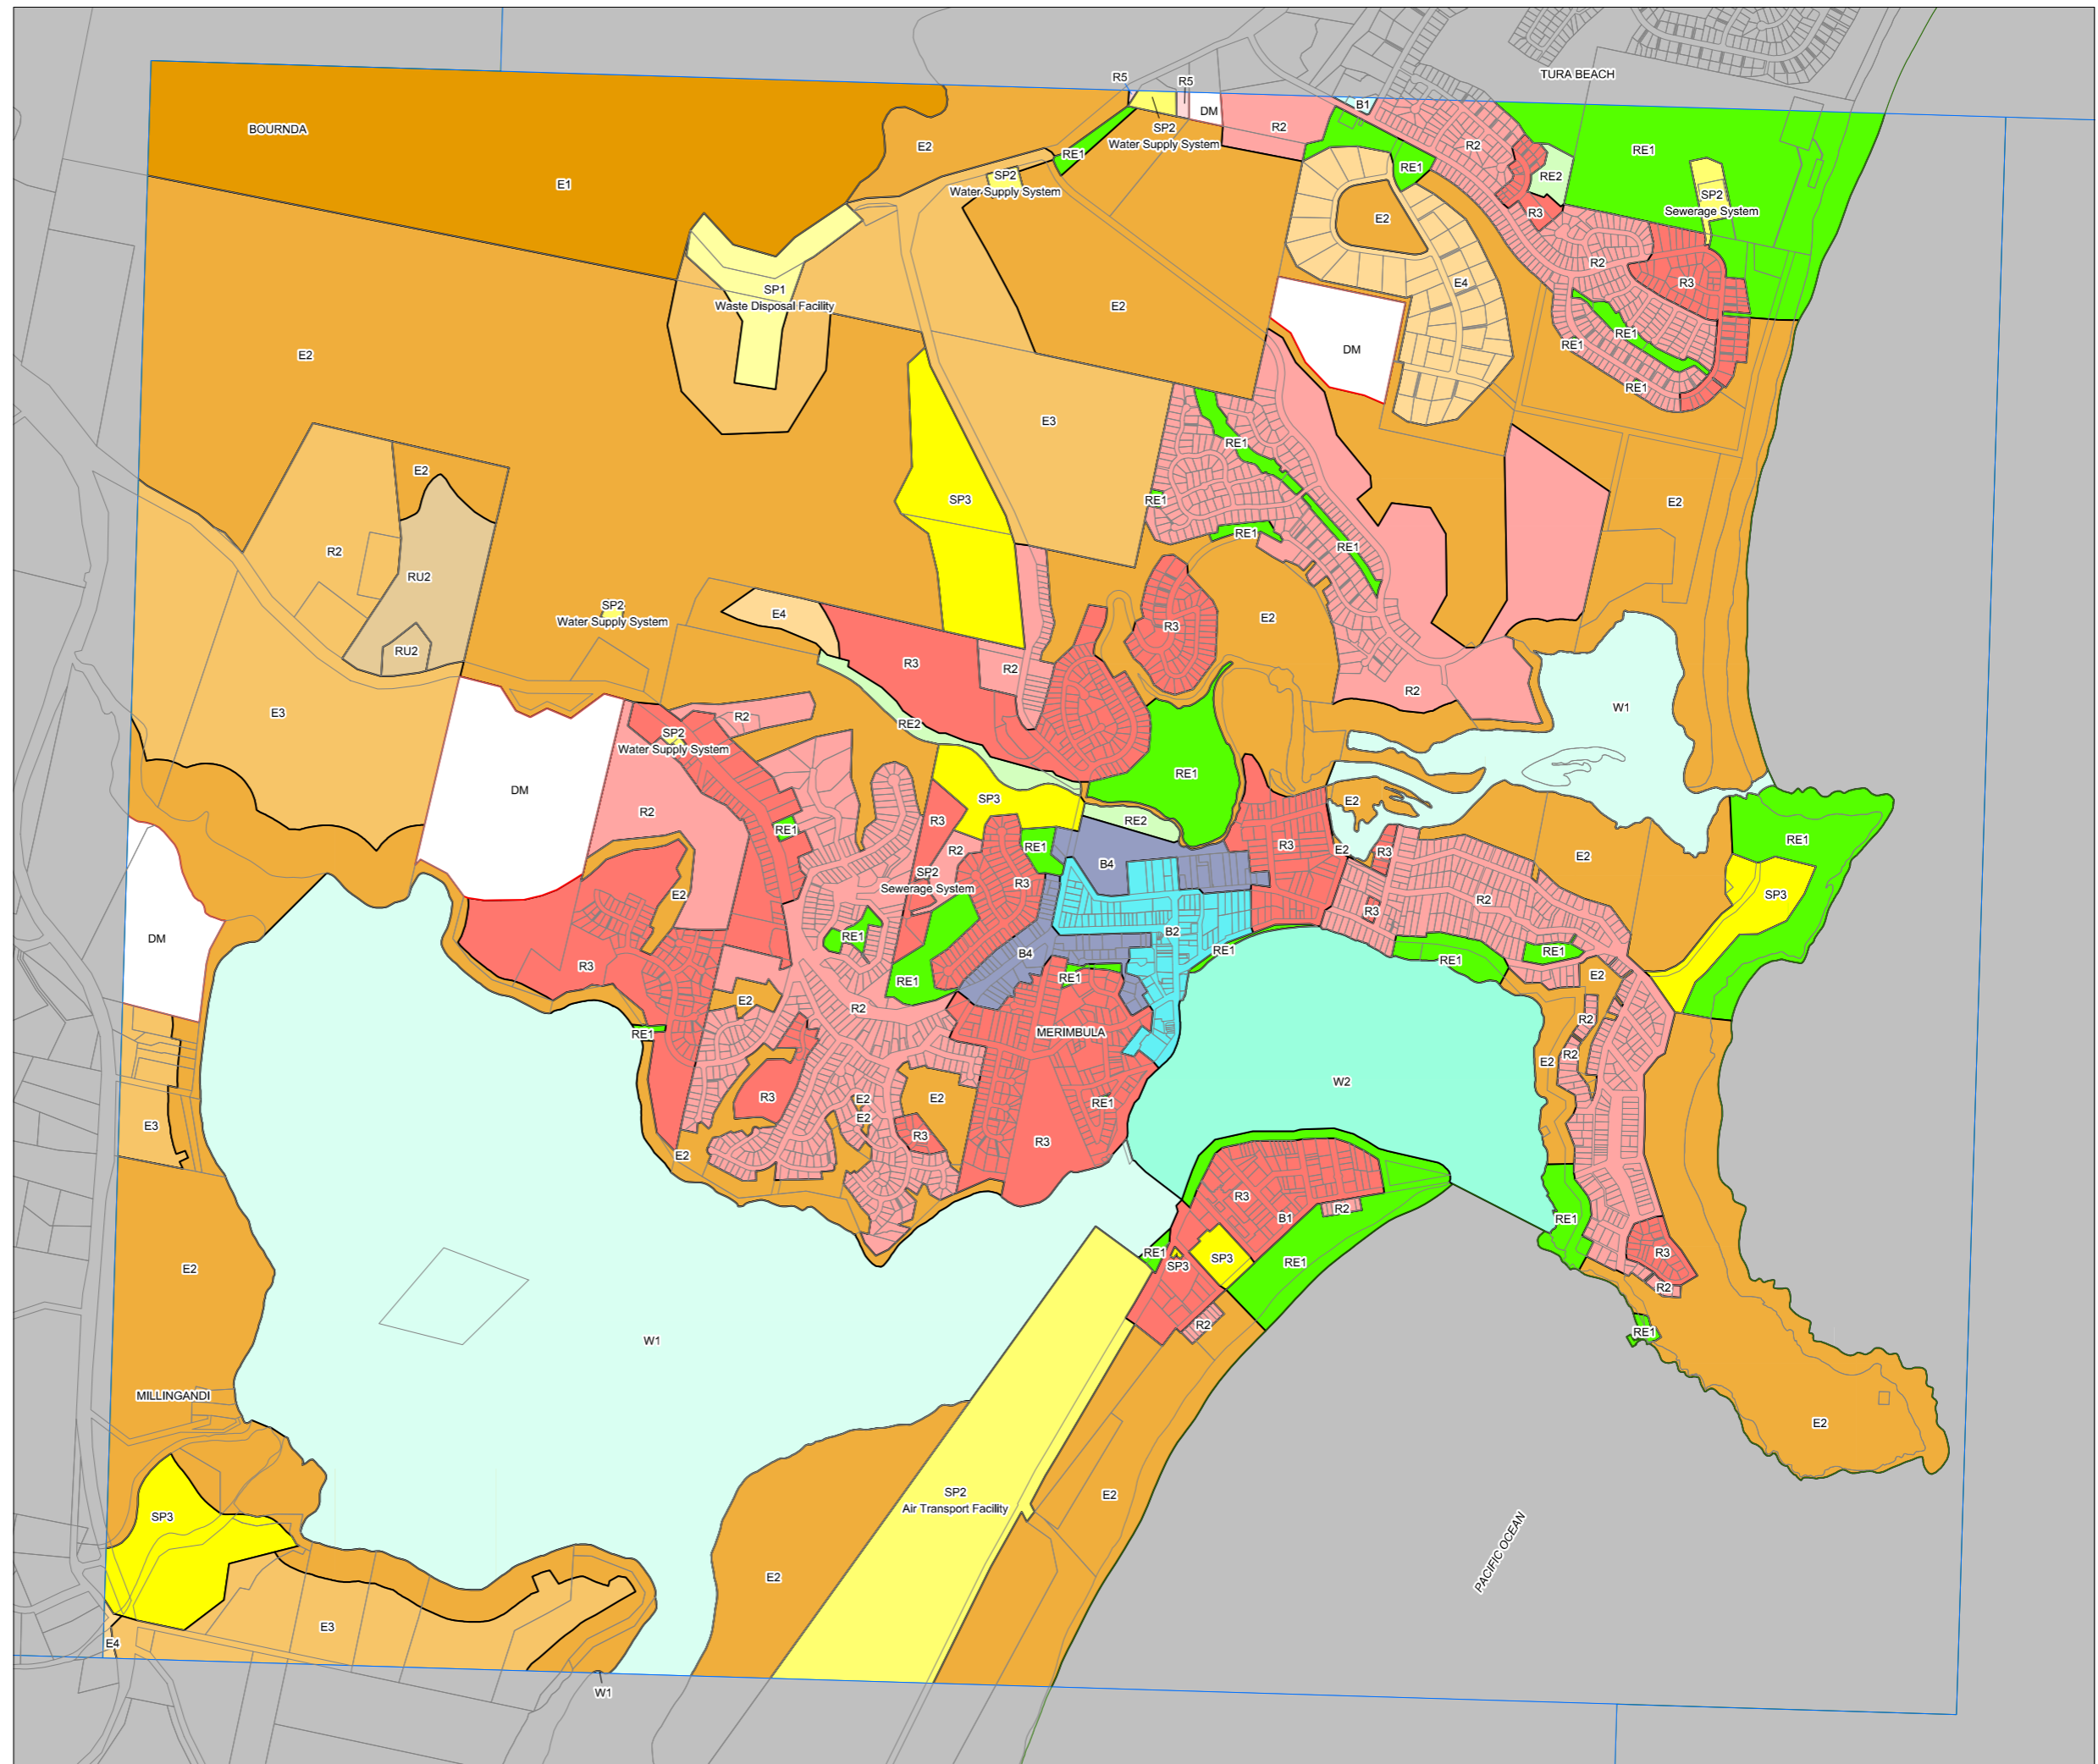 TURA BEACH
R5
R5
B1
DM
SP2
Water Supply System
R2
BOURNDA
E2
RE1
R2
RE1
RE1
E1
SP2
Water Supply System
RE2
SP2
Sewerage System
R3
E2
R2
E4
R3
SP1
Waste Disposal Facility
E2
RE1
RE1
DM
E2
RE1
E3
RE1
E2
SP3
RE1
E2
RE1
R2
RE1
RU2
SP2
Water Supply System
E4
E2
R3
RU2
R3
R2
R2
E3
R2
RE2
W1
SP2
Water Supply System
RE1
DM
SP3
E2
R2
R3
RE2
RE1
RE1
R3
E2
R3
RE1
R2
B4
E2
SP2
Sewerage System
R3
E2
SP3
R2
R3
B2
DM
RE1
RE1
B4
RE1
RE1
R3
RE1
RE1
E2
E2
R2
R2
MERIMBULA
RE1
R2
E2
W2
R3
E2
RE1
E2
E3
R3
R3
E2
R3
R2
B1
RE1
RE1
R3
SP3
SP3
RE1
E2
R2
R2
RE1
W1
MILLINGANDI
E2
SP2
Air Transport Facility
E2
SP3
PACIFIC OCEAN
E2
E3
E4
W1